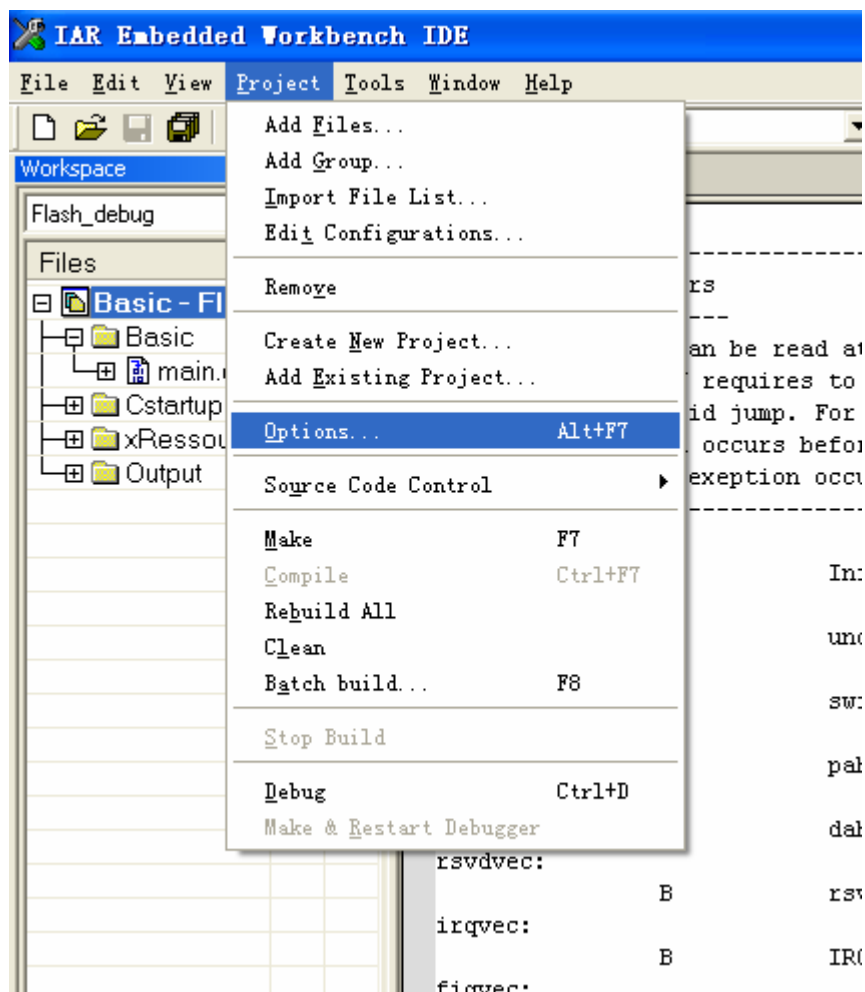 IAR Embedded Workbench IDE
File Edit View Project Tools Window Help
Workspace
Flash_debug
Files
Basic - Fl
Basic
main.
Cstartup
xRessou
Output
Add Files...
Add Group...
Import File List...
Edit Configurations...
Remove
Create New Project...
Add Existing Project...
Options... Alt+F7
Source Code Control
Make F7
Compile Ctrl+F7
Rebuild All
Clean
Batch build... F8
Stop Build
Debug Ctrl+D
Make & Restart Debugger
---------------
rs
---
an be read at
requires to
id jump. For
occurs befor
exeption occu
---------------
Ini
und
swi
pab
dab
rsvdvec:
B rsv
irqvec:
B IRQ
fiqvec: